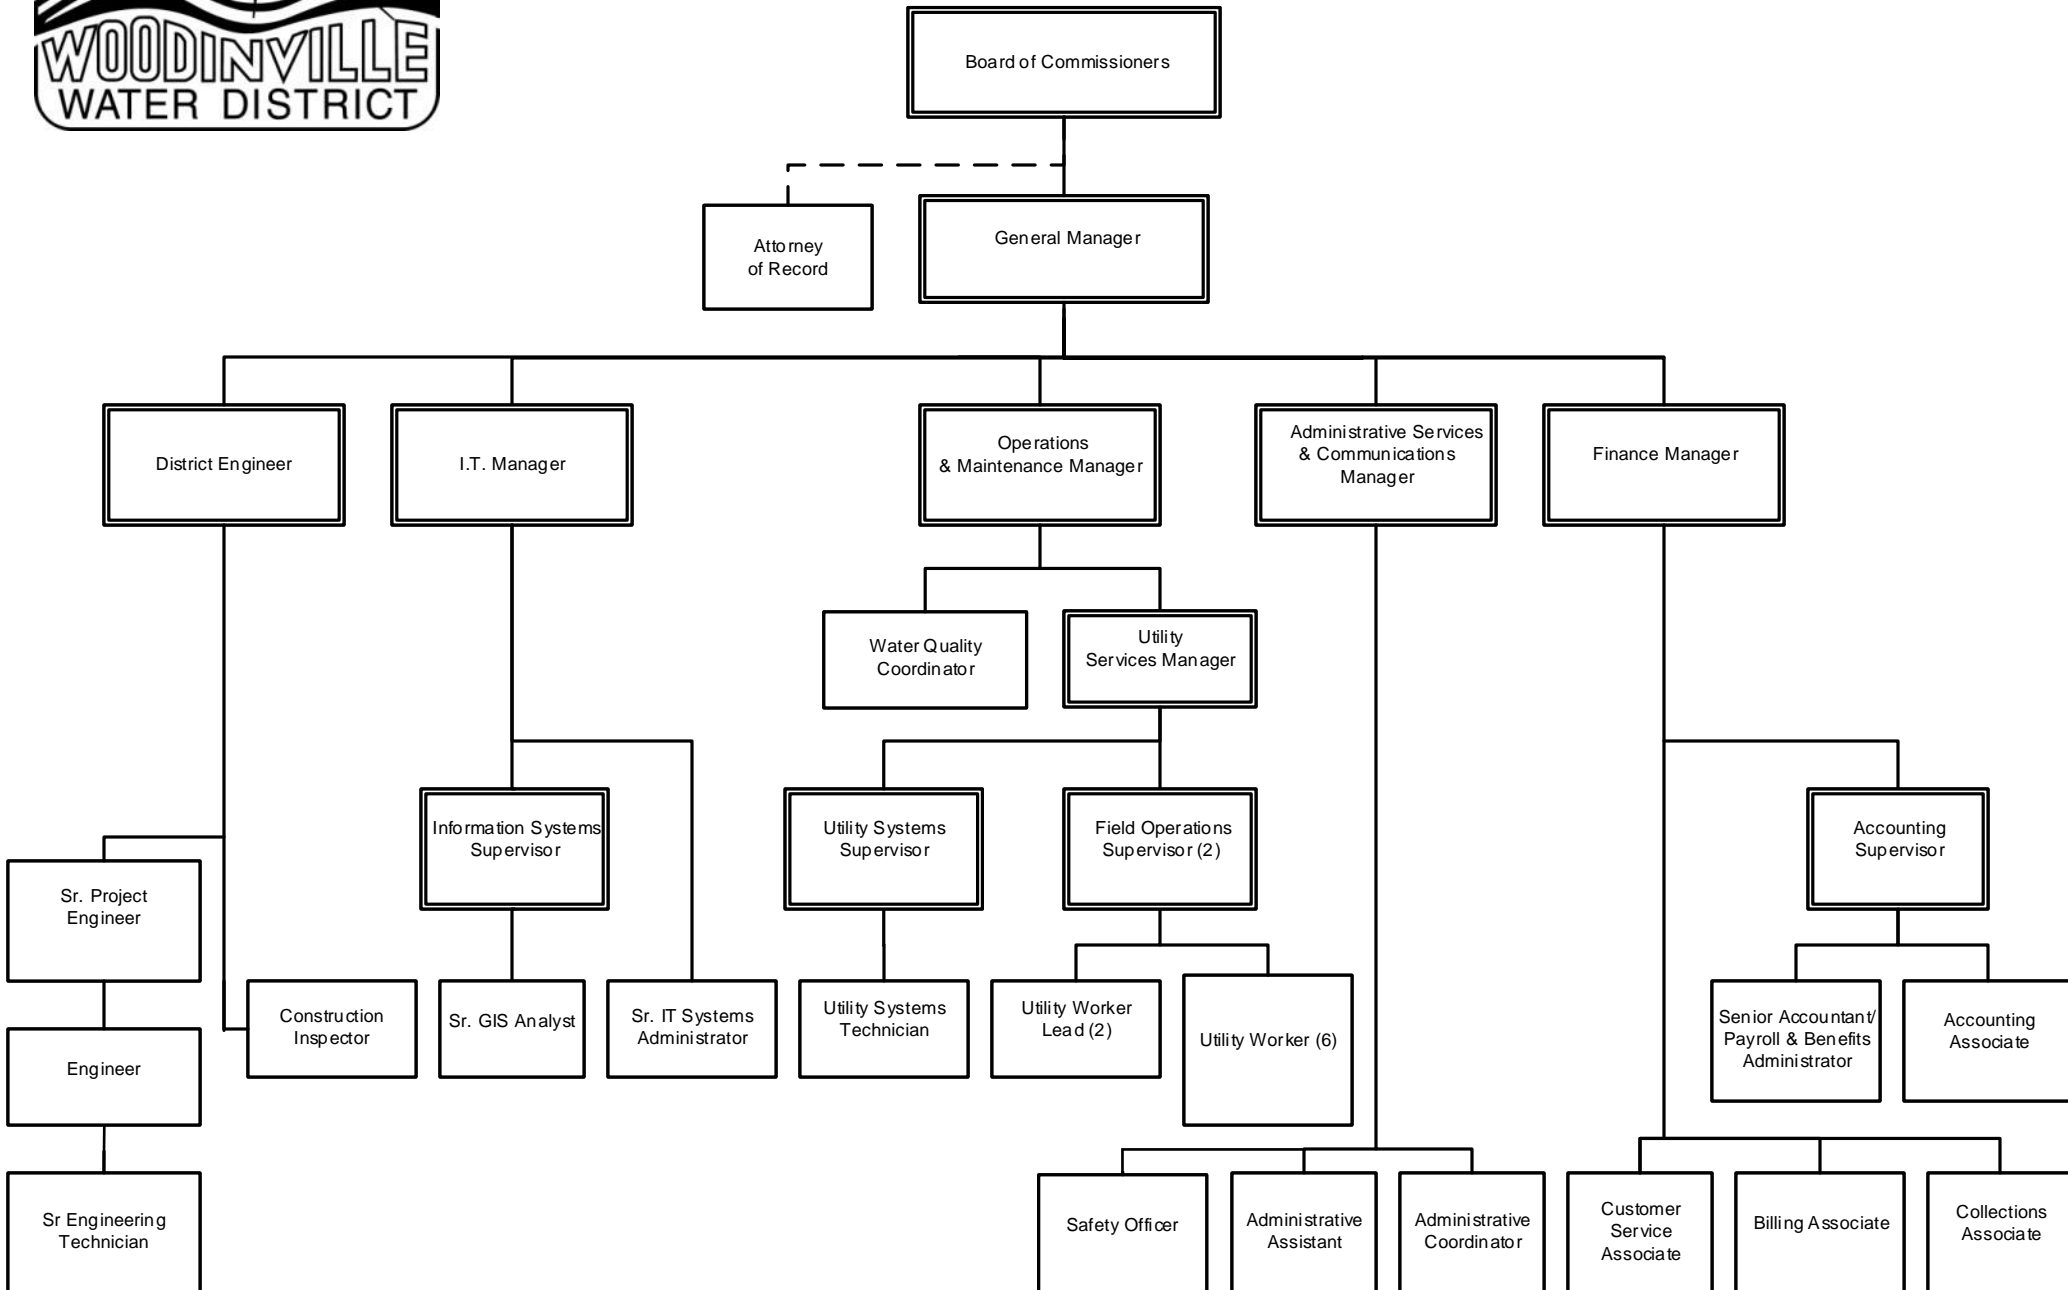 WOODINVILLE
WATER DISTRICT
Board of Commissioners
Attorney
of Record
General Manager
District Engineer
I.T. Manager
Operations
& Maintenance Manager
Administrative Services
& Communications
Manager
Finance Manager
Water Quality
Coordinator
Utility
Services Manager
Information Systems
Supervisor
Utility Systems
Supervisor
Field Operations
Supervisor (2)
Accounting
Supervisor
Sr. Project
Engineer
Construction
Inspector
Sr. GIS Analyst
Sr. IT Systems
Administrator
Utility Systems
Technician
Utility Worker
Lead (2)
Utility Worker (6)
Senior Accountant/
Payroll & Benefits
Administrator
Accounting
Associate
Engineer
Sr Engineering
Technician
Safety Officer
Administrative
Assistant
Administrative
Coordinator
Customer
Service
Associate
Billing Associate
Collections
Associate